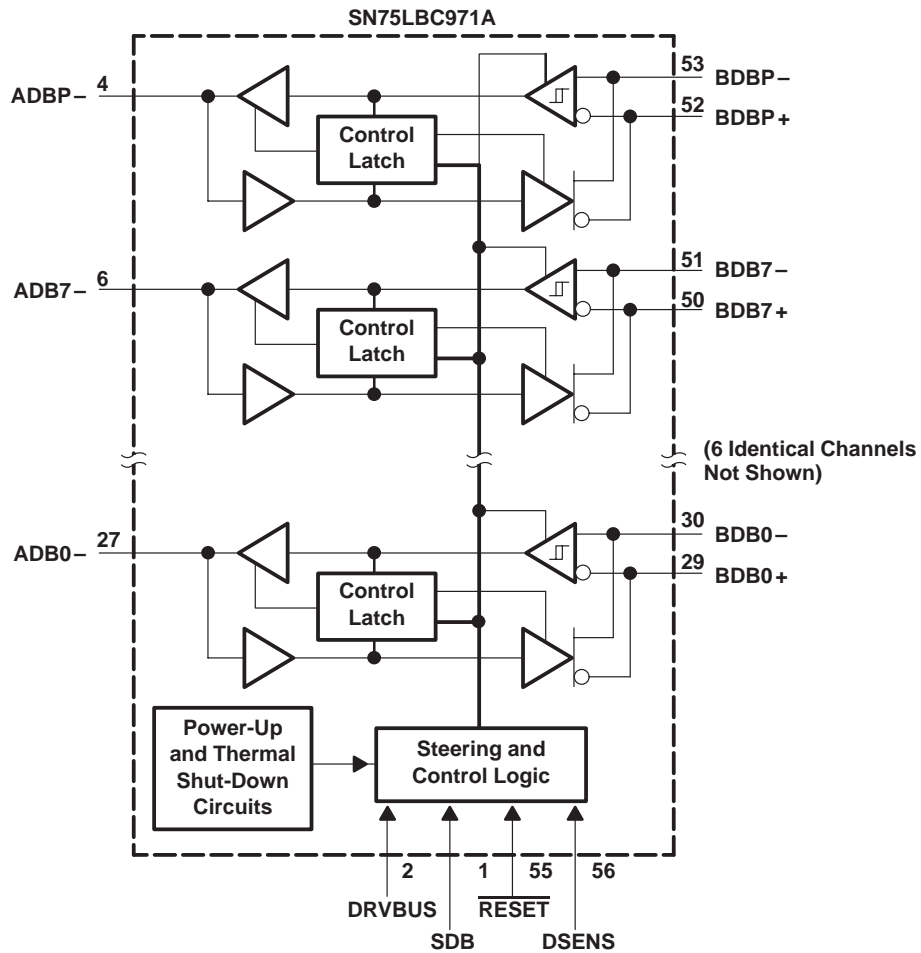 SN75LBC971A
ADBP– 4
53 BDBP–
52 BDBP+
Control
Latch
ADB7– 6
51 BDB7–
50 BDB7+
Control
Latch
(6 Identical Channels
Not Shown)
ADB0– 27
30 BDB0–
29 BDB0+
Control
Latch
Power-Up
and Thermal
Shut-Down
Circuits
Steering and
Control Logic
2 1 55 56
DRVBUS RESET
SDB DSENS